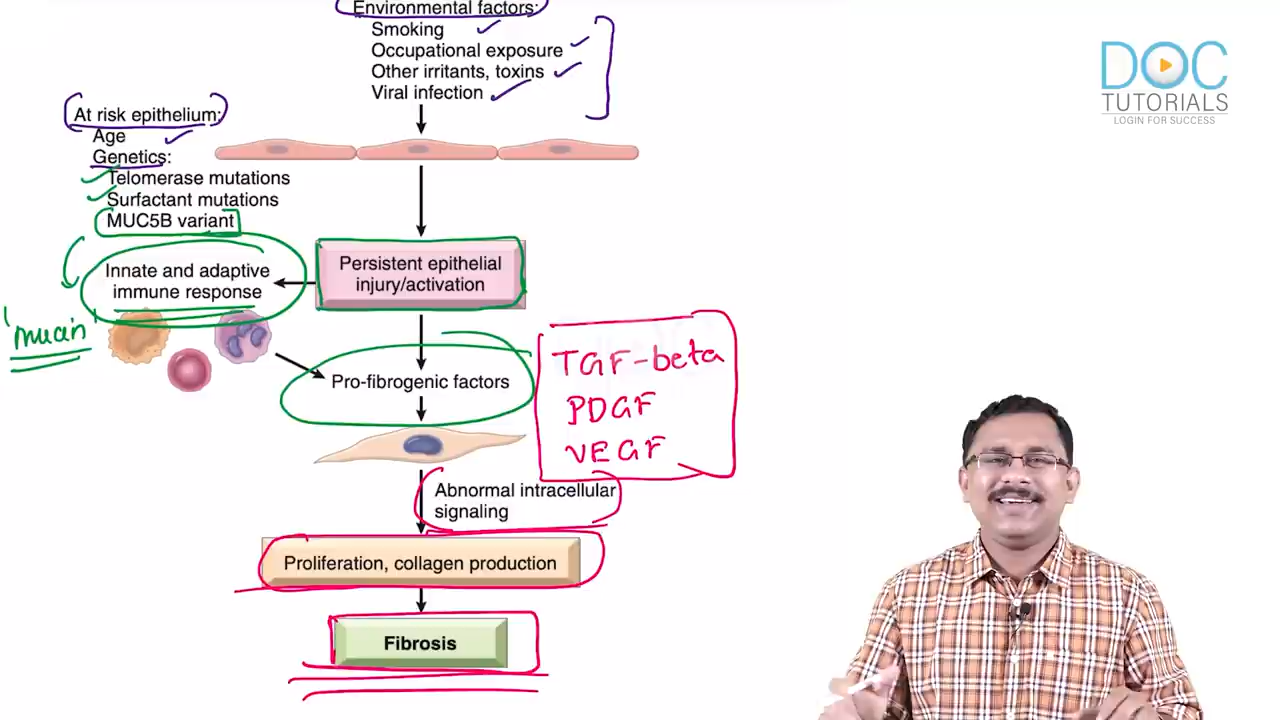 Environmental factors:
Smoking
Occupational exposure
Other irritants, toxins
Viral infection
DOC
TUTORIALS
LOGIN FOR SUCCESS
At risk epithelium:
Age
Genetics:
Telomerase mutations
Surfactant mutations
MUC5B variant
Innate and adaptive
immune response
Persistent epithelial
injury/activation
'mucin'
Pro-fibrogenic factors
TGF-beta
PDGF
VEGF
Abnormal intracellular
signaling
Proliferation, collagen production
Fibrosis